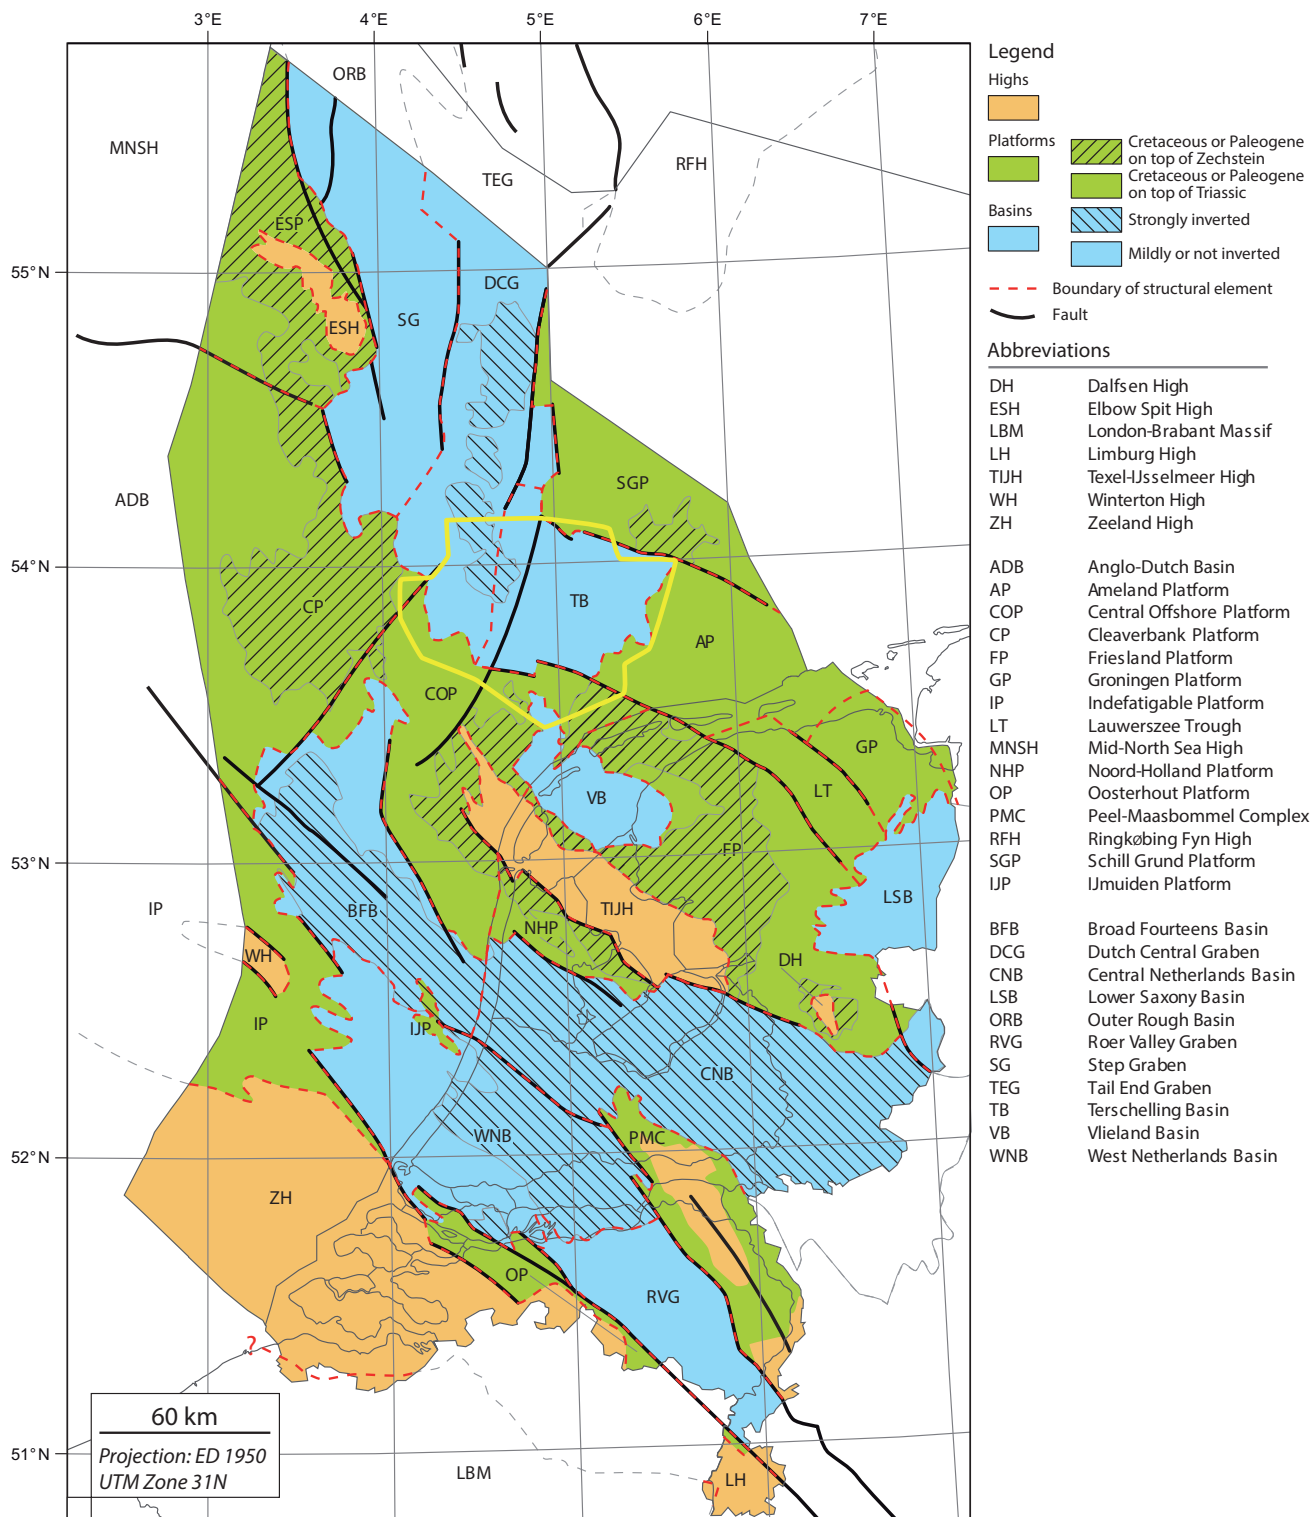 3°E 4°E 5°E 6°E 7°E
ORB
MNSH
RFH
TEG
ESP
55°N
DCG
SG
ESH
SGP
ADB
54°N
TB
CP
AP
COP
GP
LT
VB
53°N
FP
LSB
IP
BFB
TIJH
NHP
WH
DH
IP
IJP
CNB
WNB
PMC
52°N
ZH
OP
RVG
?
51°N
LBM
LH
60 km
Projection: ED 1950
UTM Zone 31N
Legend
Highs
Platforms
Cretaceous or Paleogene
on top of Zechstein
Cretaceous or Paleogene
on top of Triassic
Basins
Strongly inverted
Mildly or not inverted
Boundary of structural element
Fault
Abbreviations
DH Dalfsen High
ESH Elbow Spit High
LBM London-Brabant Massif
LH Limburg High
TIJH Texel-IJsselmeer High
WH Winterton High
ZH Zeeland High
ADB Anglo-Dutch Basin
AP Ameland Platform
COP Central Offshore Platform
CP Cleaverbank Platform
FP Friesland Platform
GP Groningen Platform
IP Indefatigable Platform
LT Lauwerszee Trough
MNSH Mid-North Sea High
NHP Noord-Holland Platform
OP Oosterhout Platform
PMC Peel-Maasbommel Complex
RFH Ringkøbing Fyn High
SGP Schill Grund Platform
IJP IJmuiden Platform
BFB Broad Fourteens Basin
DCG Dutch Central Graben
CNB Central Netherlands Basin
LSB Lower Saxony Basin
ORB Outer Rough Basin
RVG Roer Valley Graben
SG Step Graben
TEG Tail End Graben
TB Terschelling Basin
VB Vlieland Basin
WNB West Netherlands Basin